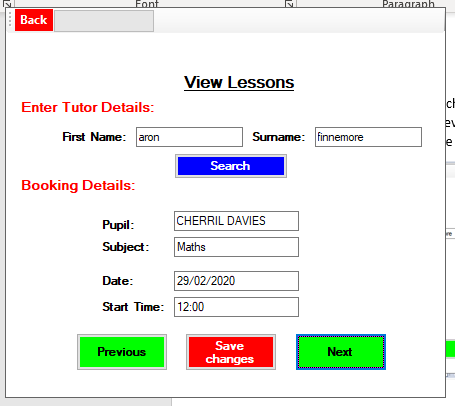 Font
Paragraph
Back
View Lessons
Enter Tutor Details:
First Name: aron Surname: finnemore
Search
Booking Details:
Pupil: CHERRIL DAVIES
Subject: Maths
Date: 29/02/2020
Start Time: 12:00
Previous
Save
changes
Next